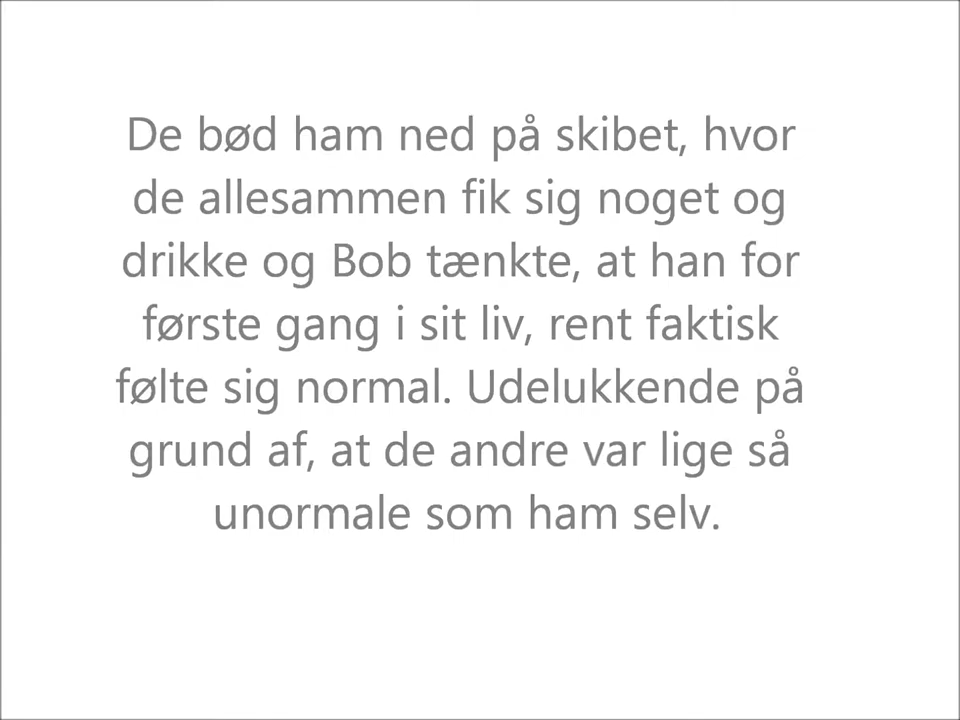 De bød ham ned på skibet, hvor
de allesammen fik sig noget og
drikke og Bob tænkte, at han for
første gang i sit liv, rent faktisk
følte sig normal. Udelukkende på
grund af, at de andre var lige så
unormale som ham selv.